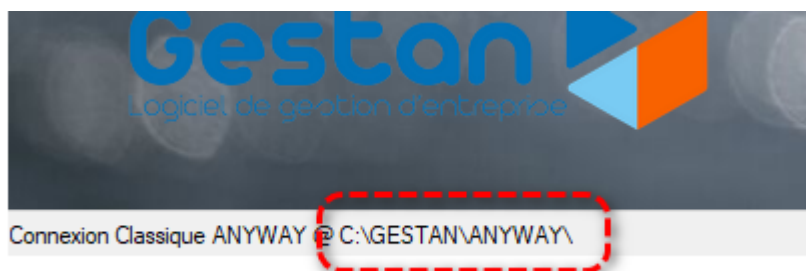 Gestan
Logiciel de gestion d'entreprise
Connexion Classique ANYWAY @ C:\GESTAN\ANYWAY\